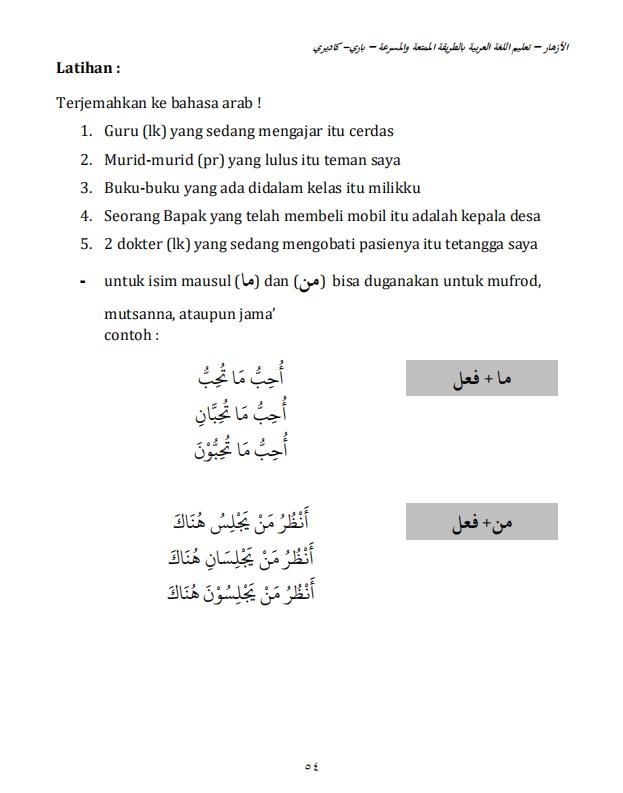 الأزهار – تعليم اللغة العربية بالطريقة الممتعة والمسرعة – باري– كاديري
Latihan :
Terjemahkan ke bahasa arab !
1. Guru (lk) yang sedang mengajar itu cerdas
2. Murid-murid (pr) yang lulus itu teman saya
3. Buku-buku yang ada didalam kelas itu milikku
4. Seorang Bapak yang telah membeli mobil itu adalah kepala desa
5. 2 dokter (lk) yang sedang mengobati pasienya itu tetangga saya
- untuk isim mausul (ما) dan (من) bisa duganakan untuk mufrod,
mutsanna, ataupun jama’
contoh :
ما + فعل
أُحِبُّ مَا تُحِبُّ
أُحِبُّ مَا تُحِبَّانِ
أُحِبُّ مَا تُحِبُّوْنَ
من+ فعل
أَنْظُرُ مَنْ يَجْلِسُ هُنَاكَ
أَنْظُرُ مَنْ يَجْلِسَانِ هُنَاكَ
أَنْظُرُ مَنْ يَجْلِسُوْنَ هُنَاكَ
٥٤